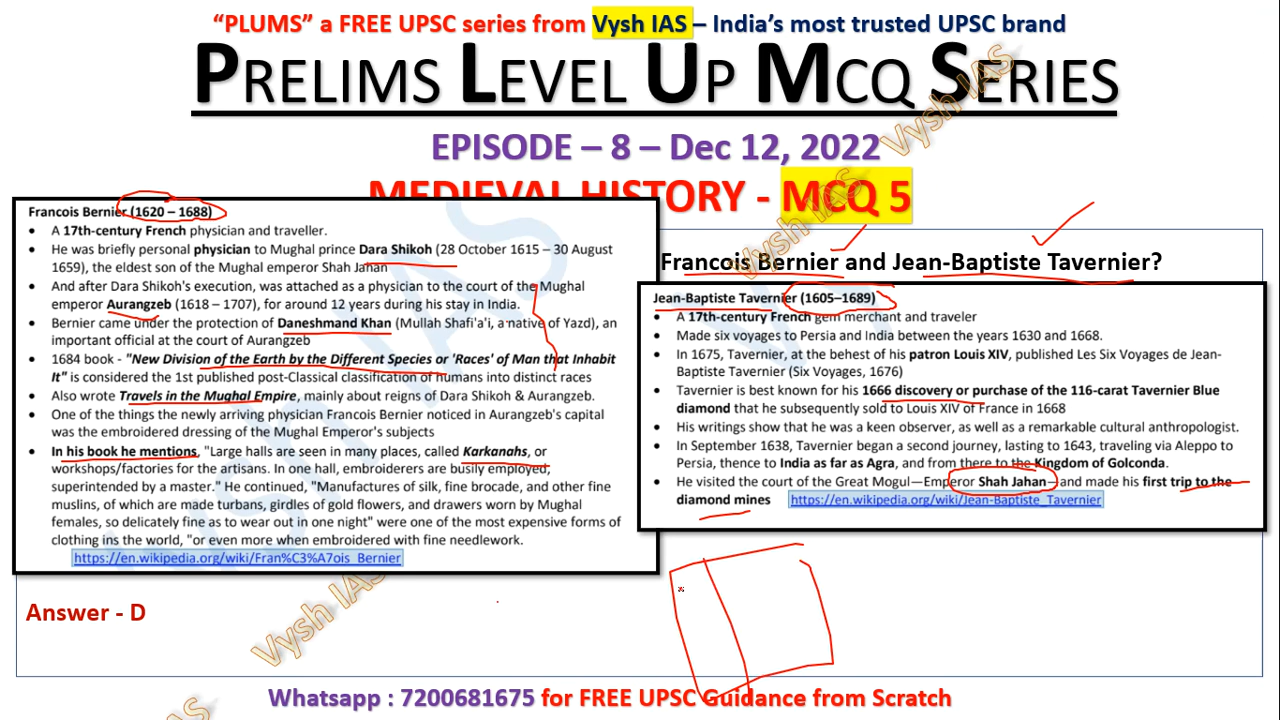 “PLUMS” a FREE UPSC series from Vysh IAS – India’s most trusted UPSC brand
PRELIMS LEVEL UP MCQ SERIES
EPISODE – 8 – Dec 12, 2022
MEDIEVAL HISTORY - MCQ 5
Francois Bernier (1620 – 1688)
• A 17th-century French physician and traveller.
• He was briefly personal physician to Mughal prince Dara Shikoh (28 October 1615 – 30 August
1659), the eldest son of the Mughal emperor Shah Jahan
• And after Dara Shikoh's execution, was attached as a physician to the court of the Mughal
emperor Aurangzeb (1618 – 1707), for around 12 years during his stay in India.
• Bernier came under the protection of Daneshmand Khan (Mullah Shafi'a'i, a native of Yazd), an
important official at the court of Aurangzeb
• 1684 book - "New Division of the Earth by the Different Species or 'Races' of Man that Inhabit
It" is considered the 1st published post-Classical classification of humans into distinct races
• Also wrote Travels in the Mughal Empire, mainly about reigns of Dara Shikoh & Aurangzeb.
• One of the things the newly arriving physician Francois Bernier noticed in Aurangzeb's capital
was the embroidered dressing of the Mughal Emperor's subjects
• In his book he mentions, "Large halls are seen in many places, called Karkanahs, or
workshops/factories for the artisans. In one hall, embroiderers are busily employed,
superintended by a master." He continued, "Manufactures of silk, fine brocade, and other fine
muslins, of which are made turbans, girdles of gold flowers, and drawers worn by Mughal
females, so delicately fine as to wear out in one night" were one of the most expensive forms of
clothing ins the world, "or even more when embroidered with fine needlework.
https://en.wikipedia.org/wiki/Fran%C3%A7ois_Bernier
Francois Bernier and Jean-Baptiste Tavernier?
Jean-Baptiste Tavernier (1605–1689)
• A 17th-century French gem merchant and traveler
• Made six voyages to Persia and India between the years 1630 and 1668.
• In 1675, Tavernier, at the behest of his patron Louis XIV, published Les Six Voyages de Jean-
Baptiste Tavernier (Six Voyages, 1676)
• Tavernier is best known for his 1666 discovery or purchase of the 116-carat Tavernier Blue
diamond that he subsequently sold to Louis XIV of France in 1668
• His writings show that he was a keen observer, as well as a remarkable cultural anthropologist.
• In September 1638, Tavernier began a second journey, lasting to 1643, traveling via Aleppo to
Persia, thence to India as far as Agra, and from there to the Kingdom of Golconda.
• He visited the court of the Great Mogul—Emperor Shah Jahan—and made his first trip to the
diamond mines https://en.wikipedia.org/wiki/Jean-Baptiste_Tavernier
Answer - D
Whatsapp : 7200681675 for FREE UPSC Guidance from Scratch
Vysh IAS
Vysh IAS
Vysh IAS
Vysh IAS